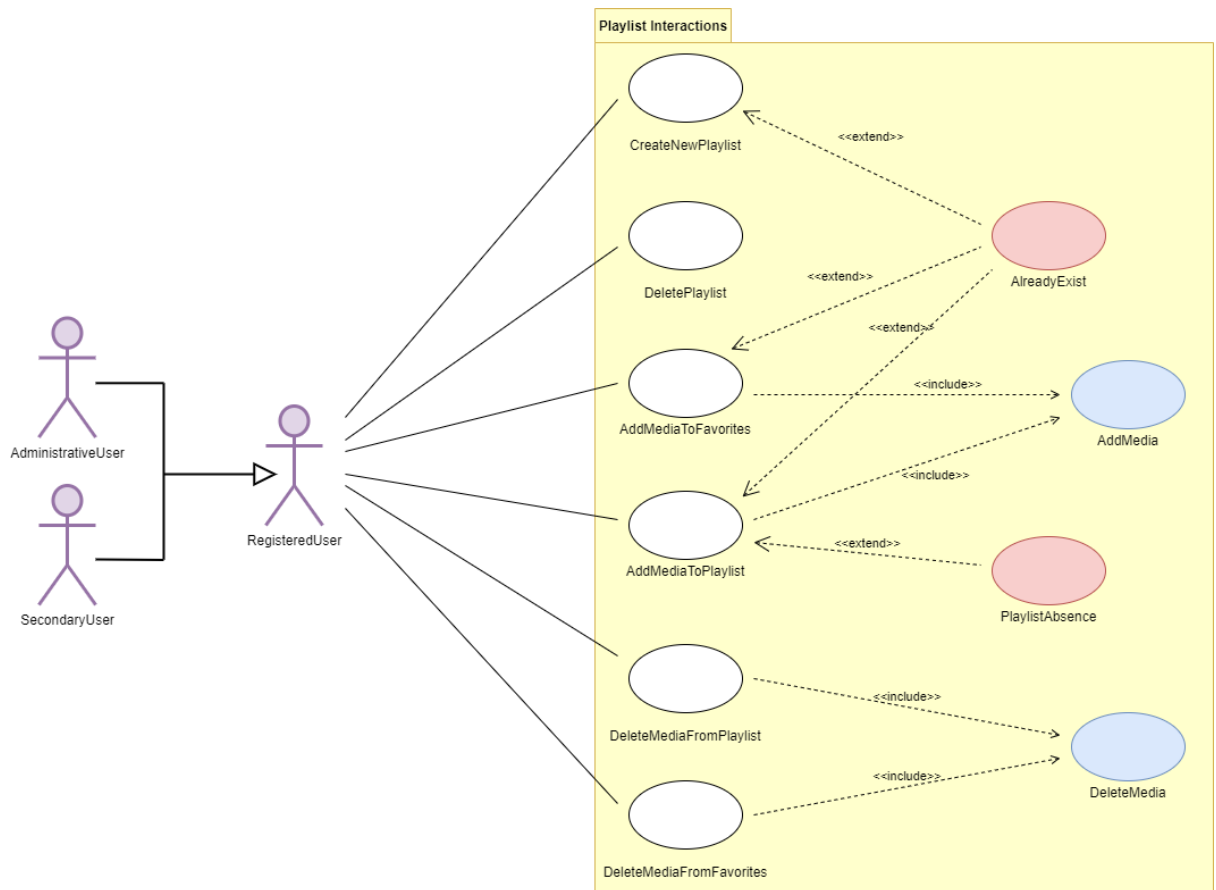 Playlist Interactions
CreateNewPlaylist
<<extend>>
DeletePlaylist
<<extend>>
AlreadyExist
<<extend>>
AddMediaToFavorites
<<include>>
AddMedia
AdministrativeUser
SecondaryUser
RegisteredUser
<<include>>
AddMediaToPlaylist
<<extend>>
PlaylistAbsence
DeleteMediaFromPlaylist
<<include>>
<<include>>
DeleteMedia
DeleteMediaFromFavorites